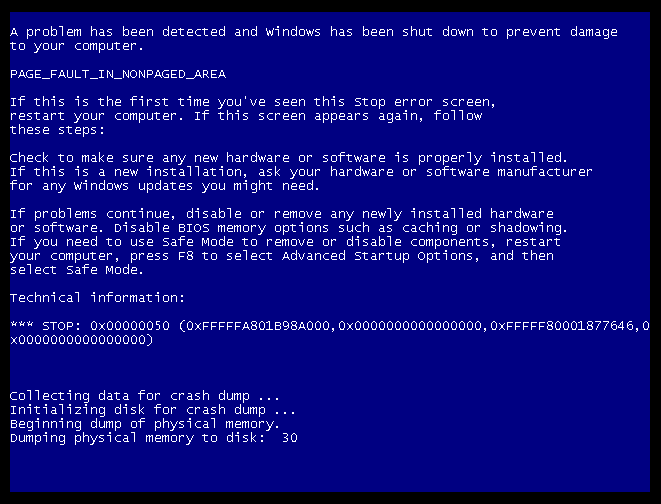 A problem has been detected and Windows has been shut down to prevent damage
to your computer.
PAGE_FAULT_IN_NONPAGED_AREA
If this is the first time you've seen this Stop error screen,
restart your computer. If this screen appears again, follow
these steps:
Check to make sure any new hardware or software is properly installed.
If this is a new installation, ask your hardware or software manufacturer
for any Windows updates you might need.
If problems continue, disable or remove any newly installed hardware
or software. Disable BIOS memory options such as caching or shadowing.
If you need to use Safe Mode to remove or disable components, restart
your computer, press F8 to select Advanced Startup Options, and then
select Safe Mode.
Technical information:
*** STOP: 0x00000050 (0xFFFFFA801B98A000,0x0000000000000000,0xFFFFF80001877646,0
x0000000000000000)
Collecting data for crash dump ...
Initializing disk for crash dump ...
Beginning dump of physical memory.
Dumping physical memory to disk:  30